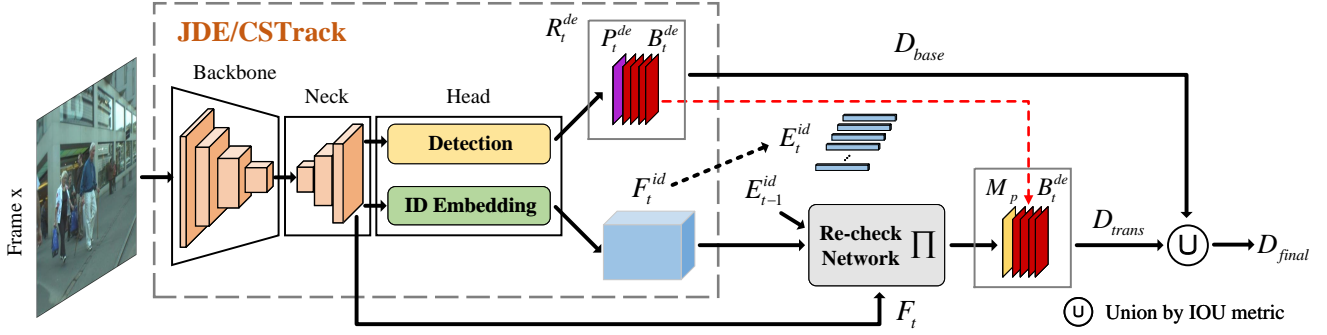 JDE/CSTrack
Backbone
Neck
Head
Detection
ID Embedding
Frame x
R_t^{de}
P_t^{de} B_t^{de}
D_{base}
F_t^{id}
E_t^{id}
E_{t-1}^{id}
Re-check
Network ∏
F_t
M_p B_t^{de}
D_{trans}
∪
D_{final}
∪ Union by IOU metric